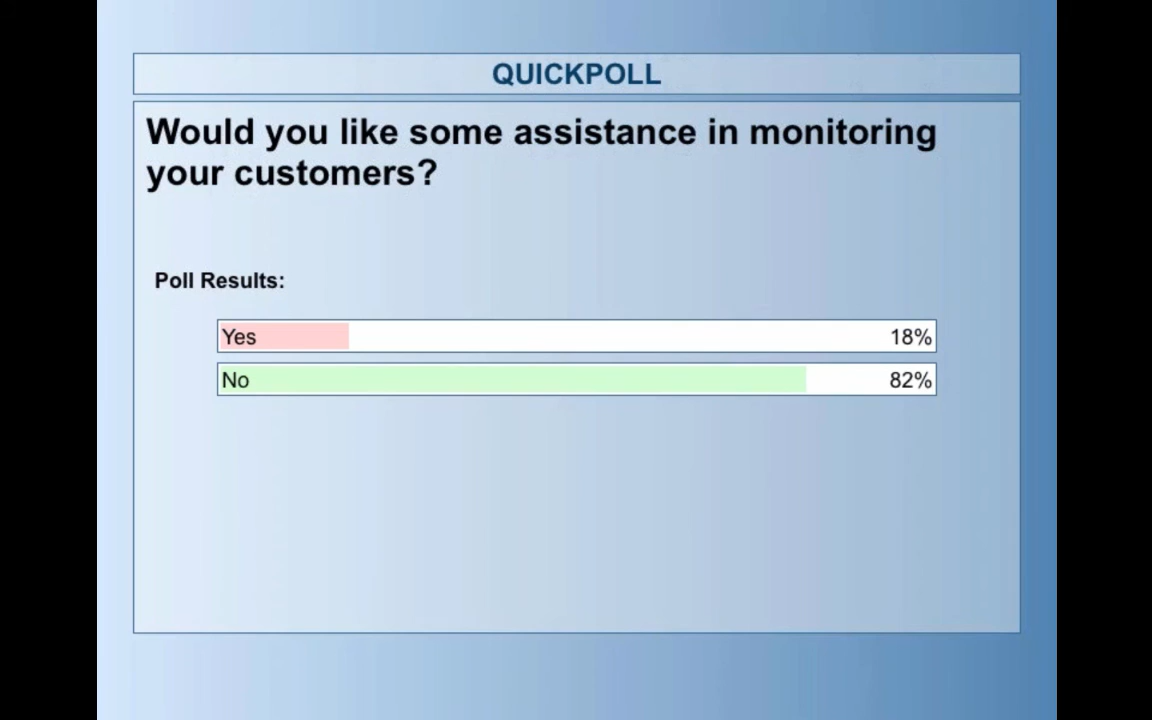 QUICKPOLL
Would you like some assistance in monitoring
your customers?
Poll Results:
Yes 18%
No 82%